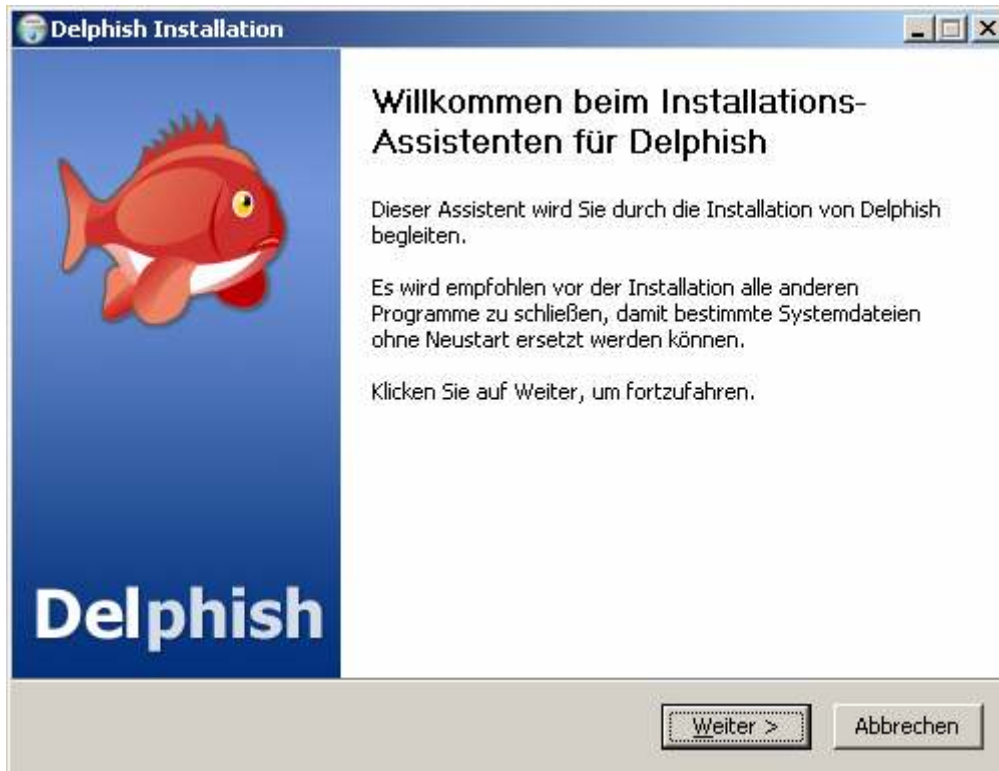 Delphish Installation
Willkommen beim Installations-
Assistenten für Delphish
Dieser Assistent wird Sie durch die Installation von Delphish
begleiten.
Es wird empfohlen vor der Installation alle anderen
Programme zu schließen, damit bestimmte Systemdateien
ohne Neustart ersetzt werden können.
Klicken Sie auf Weiter, um fortzufahren.
Delphish
Weiter >
Abbrechen